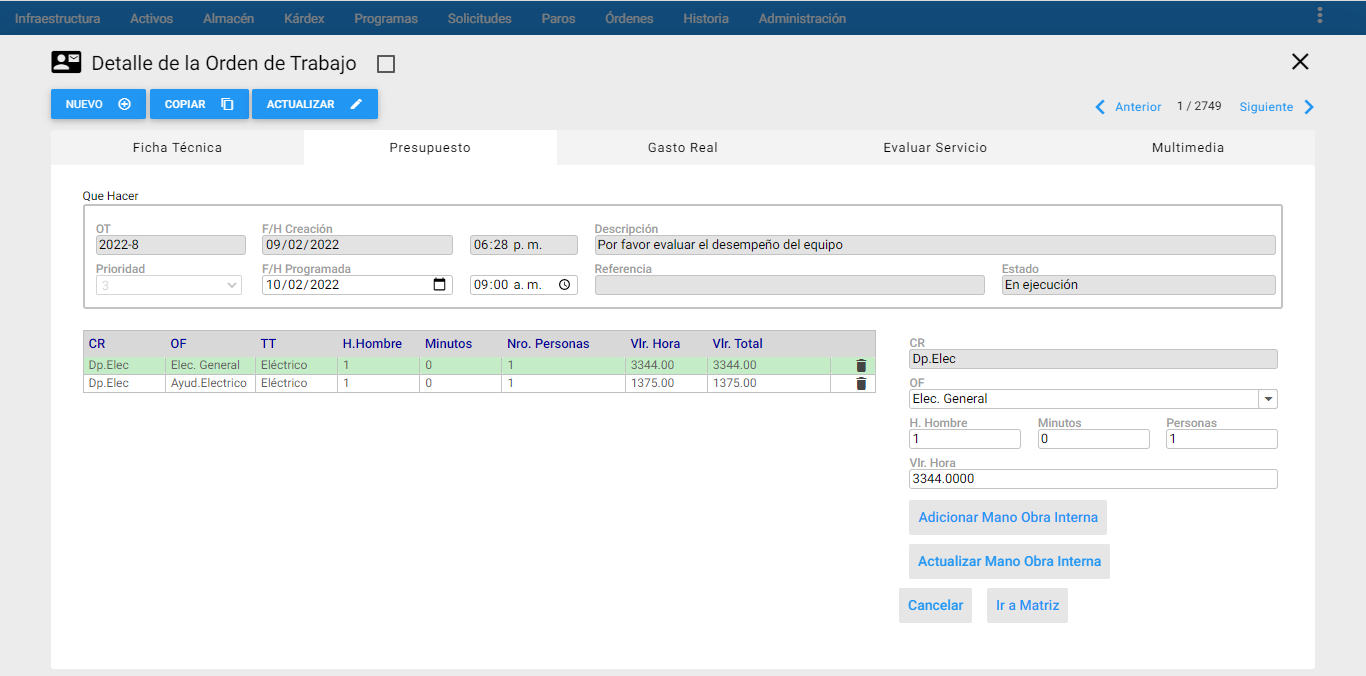 Infraestructura Activos Almacén Kárdex Programas Solicitudes Paros Órdenes Historia Administración
Detalle de la Orden de Trabajo
NUEVO COPIAR ACTUALIZAR
Anterior 1 / 2749 Siguiente
Ficha Técnica Presupuesto Gasto Real Evaluar Servicio Multimedia
Que Hacer
OT F/H Creación Descripción
2022-8 09/02/2022 06:28 p. m. Por favor evaluar el desempeño del equipo
Prioridad F/H Programada Referencia Estado
3 10/02/2022 09:00 a. m. En ejecución
CR OF TT H.Hombre Minutos Nro. Personas Vlr. Hora Vlr. Total
Dp.Elec Elec. General Eléctrico 1 0 1 3344.00 3344.00
Dp.Elec Ayud.Electrico Eléctrico 1 0 1 1375.00 1375.00
CR
Dp.Elec
OF
Elec. General
H. Hombre Minutos Personas
1 0 1
Vlr. Hora
3344.0000
Adicionar Mano Obra Interna
Actualizar Mano Obra Interna
Cancelar Ir a Matriz